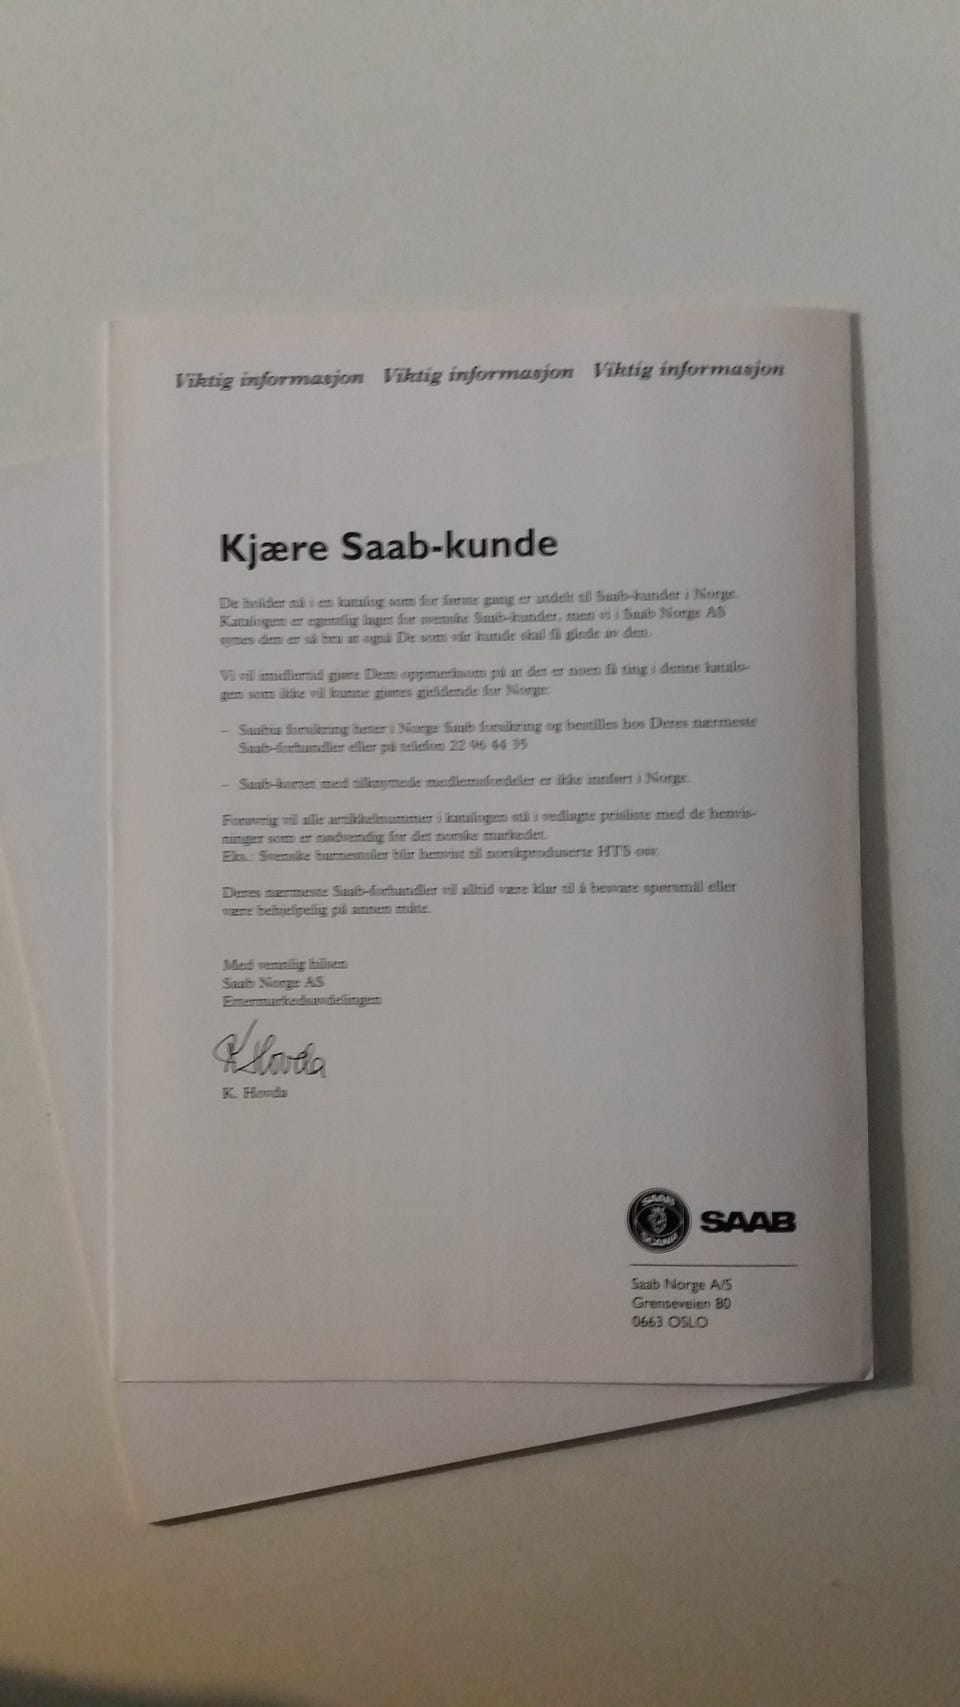 Viktig informasjon Viktig informasjon Viktig informasjon
Kjære Saab-kunde
De holder nå i en katalog som for første gang er utdelt til Saab-kunder i Norge.
Katalogen er egentlig laget for svenske Saab-kunder, men vi i Saab Norge AS
synes den er så bra at også De som vår kunde skal få glede av den.
Vi vil imidlertid gjøre Dem oppmerksom på at det er noen få ting i denne katalo-
gen som ikke vil kunne gjøres gjeldende for Norge:
– forsikring heter i Norge Saab forsikring og bestilles hos Deres nærmeste
Saab-forhandler eller på telefon 22 96 44 35
– Saab-kortet med tilknyttede medlemsfordeler er ikke innført i Norge.
Forøvrig vil alle artikkelnummer i katalogen stå i vedlagte prisliste med de henvis-
ninger som er nødvendig for det norske markedet.
Eks.: Svenske barnestoler blir henvist til norskproduserte HTS osv.
Deres nærmeste Saab-forhandler vil alltid være klar til å besvare spørsmål eller
være behjelpelig på annen måte.
Med vennlig hilsen
Saab Norge AS
Ettermarkedsavdelingen
K Hovda
K. Hovda
SAAB
SCANIA
SAAB
Saab Norge A/S
Grenseveien 80
0663 OSLO